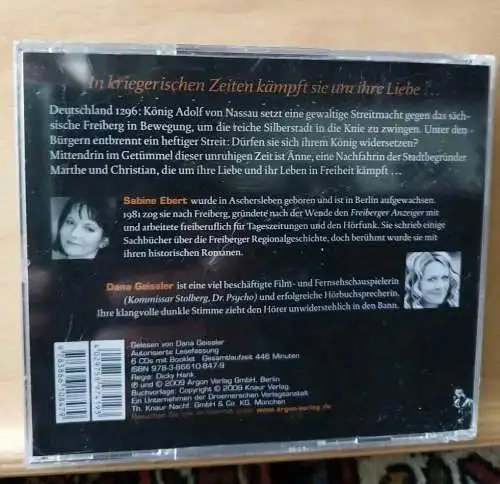 In kriegerischen Zeiten kämpft sie um ihre Liebe ...
Deutschland 1296: König Adolf von Nassau setzt eine gewaltige Streitmacht gegen das säch-
sische Freiberg in Bewegung, um die reiche Silberstadt in die Knie zu zwingen. Unter den
Bürgern entbrennt ein heftiger Streit: Dürfen sie sich ihrem König widersetzen?
Mittendrin im Getümmel dieser unruhigen Zeit ist Änne, eine Nachfahrin der Stadtbegründer
Marthe und Christian, die um ihre Liebe und ihr Leben in Freiheit kämpft ...
Sabine Ebert wurde in Aschersleben geboren und ist in Berlin aufgewachsen.
1981 zog sie nach Freiberg, gründete nach der Wende den Freiberger Anzeiger mit
und arbeitete freiberuflich für Tageszeitungen und den Hörfunk. Sie schrieb einige
Sachbücher über die Freiberger Regionalgeschichte, doch berühmt wurde sie mit
ihren historischen Romanen.
Dana Geissler ist eine viel beschäftigte Film- und Fernsehschauspielerin
(Kommissar Stolberg, Dr. Psycho) und erfolgreiche Hörbuchsprecherin.
Ihre klangvolle dunkle Stimme zieht den Hörer unwiderstehlich in den Bann.
Gelesen von Dana Geissler
Autorisierte Lesefassung
6 CDs mit Booklet Gesamtlaufzeit 446 Minuten
ISBN 978-3-86610-847-9
Regie: Dicky Hank
℗ und © 2009 Argon Verlag GmbH, Berlin
Buchvorlage: Copyright © 2009 Knaur Verlag.
Ein Unternehmen der Droemerschen Verlagsanstalt
Th. Knaur Nachf. GmbH & Co. KG, München
Besuchen Sie uns im Internet: www.argon-verlag.de